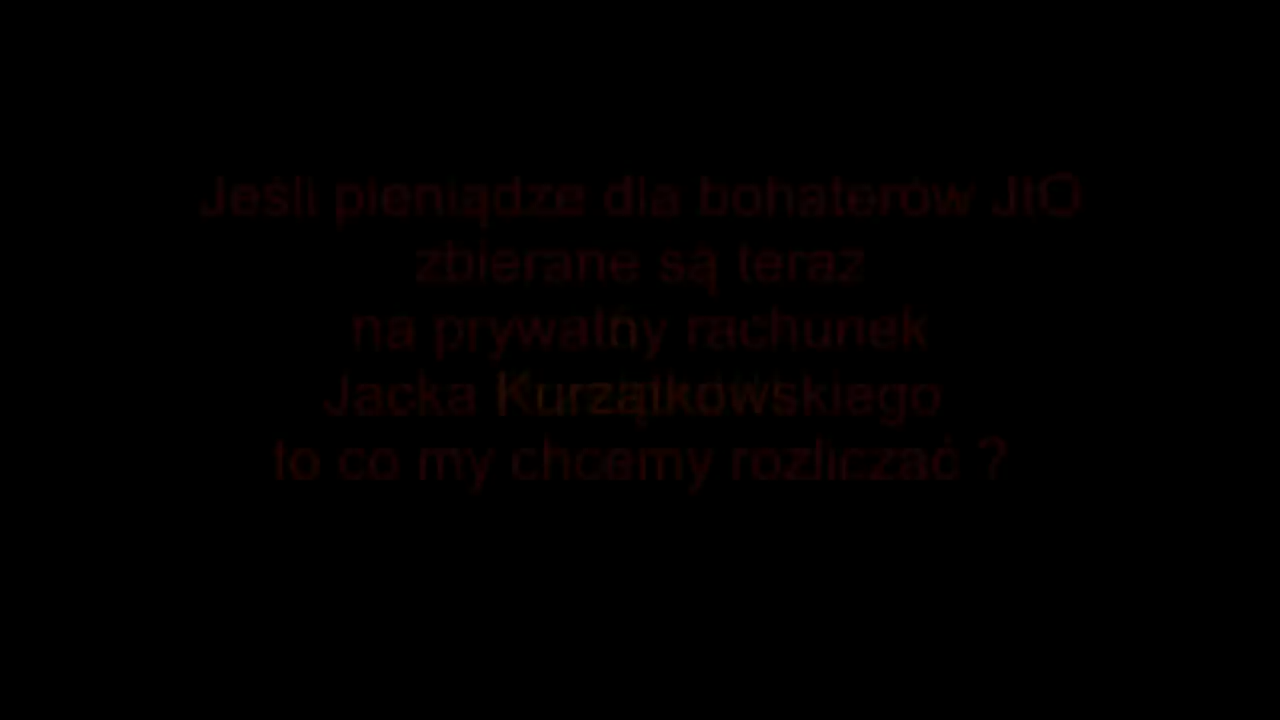 Jeśli pieniądze dla bohaterów JIO
zbierane są teraz
na prywatny rachunek
Jacka Kurzątkowskiego
to co my chcemy rozliczać ?